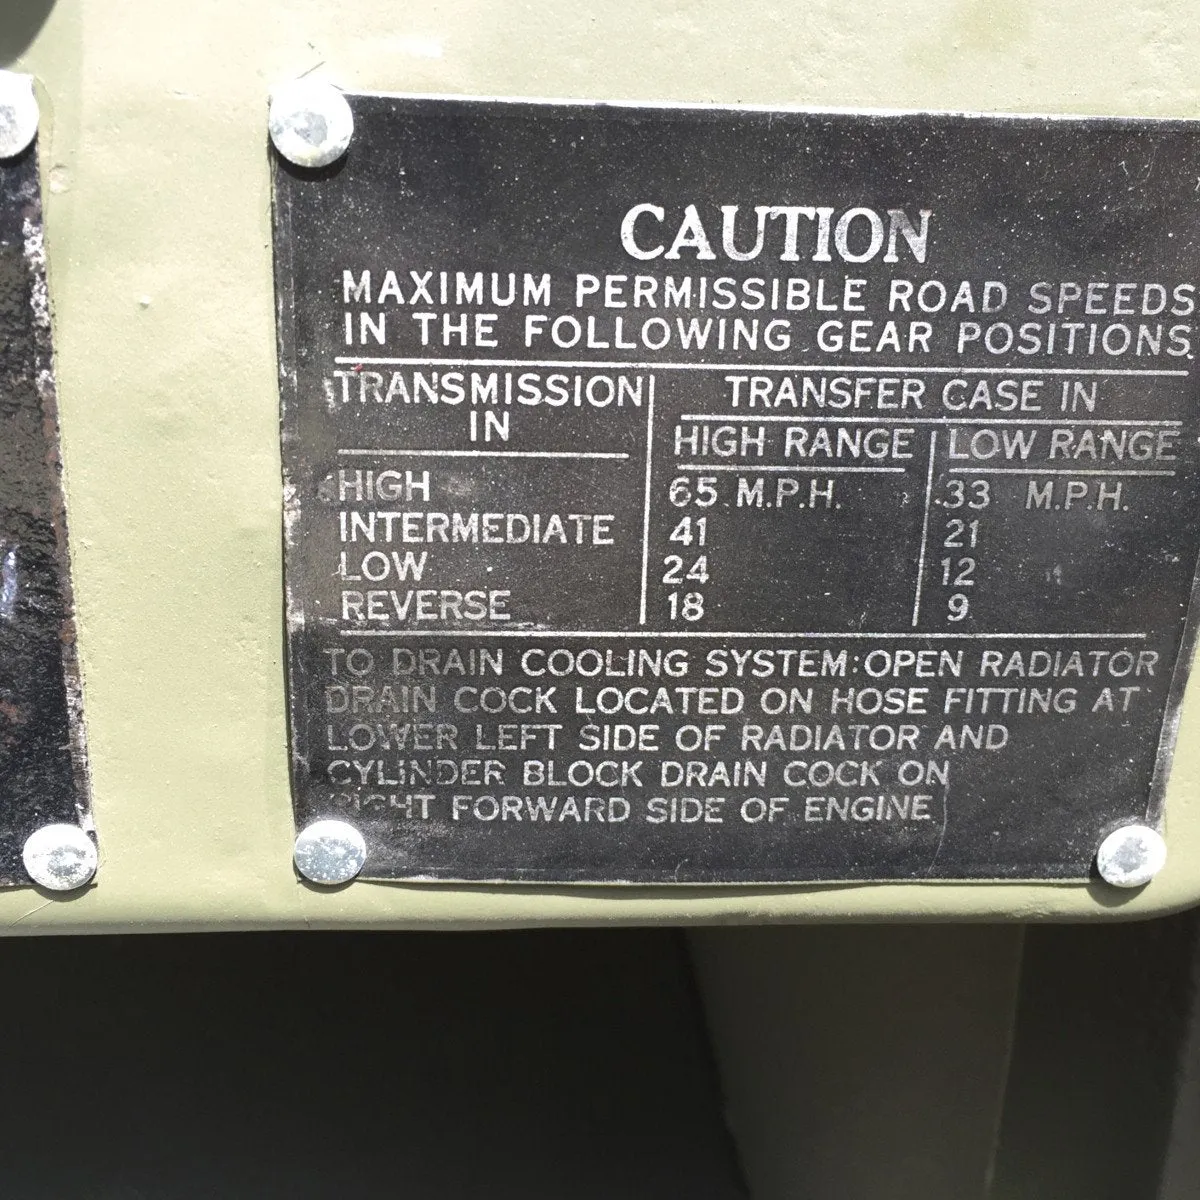 CAUTION
MAXIMUM PERMISSIBLE ROAD SPEEDS
IN THE FOLLOWING GEAR POSITIONS
TRANSMISSION IN
TRANSFER CASE IN
HIGH RANGE LOW RANGE
HIGH 65 M.P.H. 33 M.P.H.
INTERMEDIATE 41 21
LOW 24 12
REVERSE 18 9
TO DRAIN COOLING SYSTEM: OPEN RADIATOR
DRAIN COCK LOCATED ON HOSE FITTING AT
LOWER LEFT SIDE OF RADIATOR AND
CYLINDER BLOCK DRAIN COCK ON
RIGHT FORWARD SIDE OF ENGINE